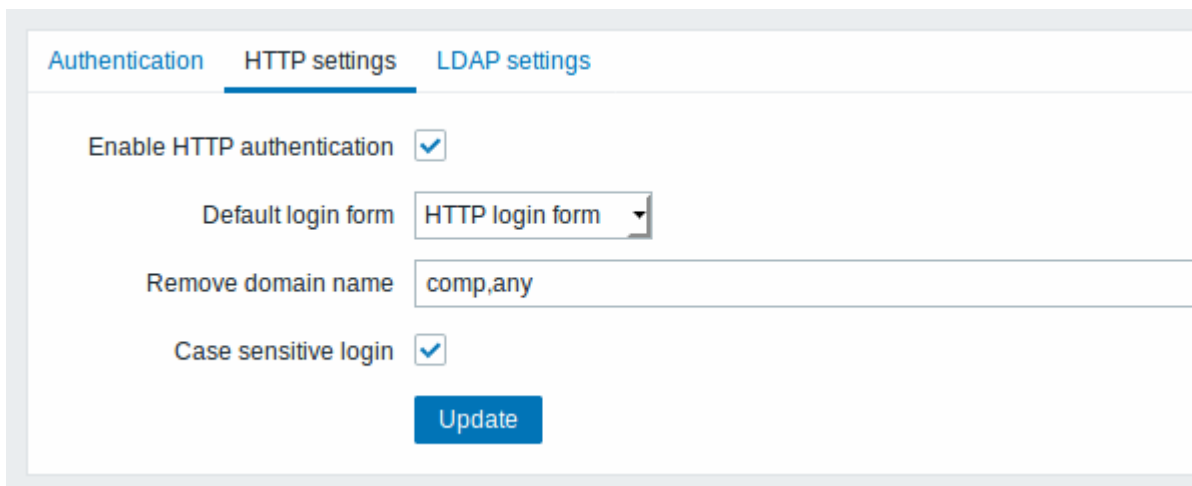 Authentication HTTP settings LDAP settings
Enable HTTP authentication
Default login form HTTP login form
Remove domain name comp,any
Case sensitive login
Update